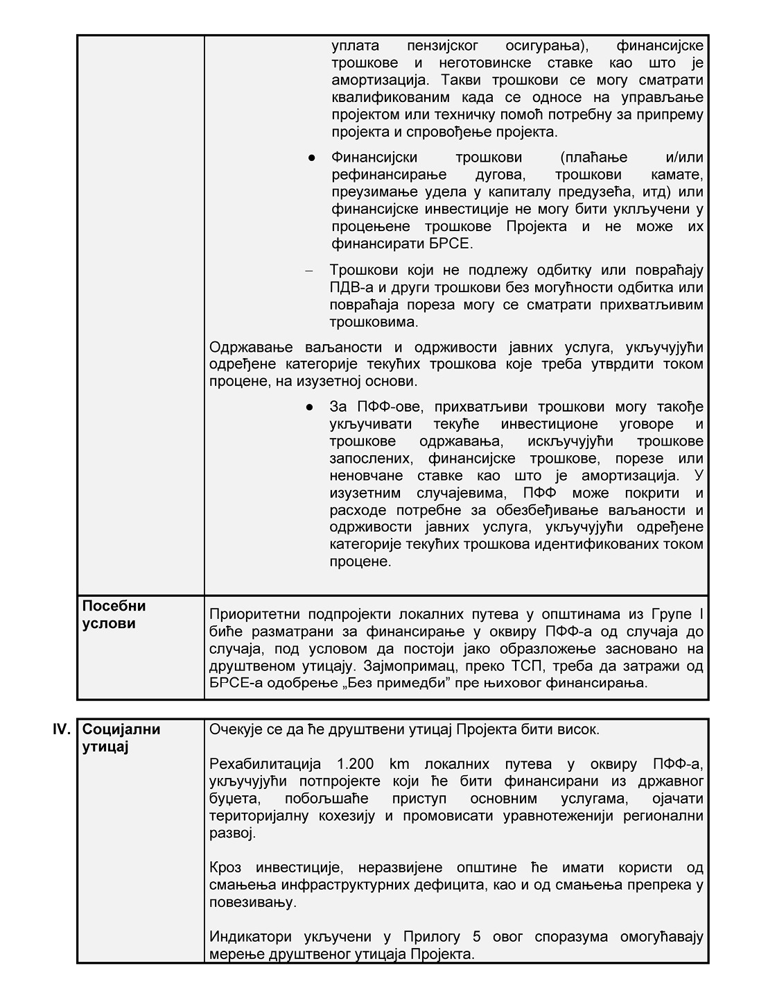 уплата пензијског осигурања), финансијске
трошкове и неготовинске ставке као што је
амортизација. Такви трошкови се могу сматрати
квалификованим када се односе на управљање
пројектом или техничку помоћ потребну за припрему
пројекта и спровођење пројекта.
● Финансијски трошкови (плаћање и/или
рефинансирање дугова, трошкови камате,
преузимање удела у капиталу предузећа, итд) или
финансијске инвестиције не могу бити уклључени у
процењене трошкове Пројекта и не може их
финансирати БРСЕ.
– Трошкови који не подлежу одбитку или повраћају
ПДВ-а и други трошкови без могућности одбитка или
повраћаја пореза могу се сматрати прихватљивим
трошковима.
Одржавање ваљаности и одрживости јавних услуга, укључујући
одређене категорије текућих трошкова које треба утврдити током
процене, на изузетној основи.
● За ПФФ-ове, прихватљиви трошкови могу такође
укључивати текуће инвестиционе уговоре и
трошкове одржавања, искључујући трошкове
запослених, финансијске трошкове, порезе или
неновчане ставке као што је амортизација. У
изузетним случајевима, ПФФ може покрити и
расходе потребне за обезбеђивање ваљаности и
одрживости јавних услуга, укључујући одређене
категорије текућих трошкова идентификованих током
процене.
Посебни
услови
Приоритетни подпројекти локалних путева у општинама из Групе I
биће разматрани за финансирање у оквиру ПФФ-а од случаја до
случаја, под условом да постоји јако образложење засновано на
друштвеном утицају. Зајмопримац, преко ТСП, треба да затражи од
БРСЕ-а одобрење „Без примедби” пре њиховог финансирања.
IV. Социјални
утицај
Очекује се да ће друштвени утицај Пројекта бити висок.
Рехабилитација 1.200 km локалних путева у оквиру ПФФ-а,
укључујући потпројекте који ће бити финансирани из државног
буџета, побољшаће приступ основним услугама, ојачати
територијалну кохезију и промовисати уравнотеженији регионални
развој.
Кроз инвестиције, неразвијене општине ће имати користи од
смањења инфраструктурних дефицита, као и од смањења препрека у
повезивању.
Индикатори укључени у Прилогу 5 овог споразума омогућавају
мерење друштвеног утицаја Пројекта.